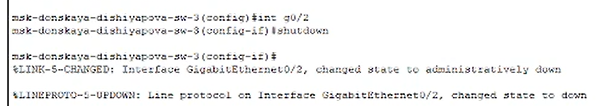 msk-donskaya-dishiyapova-sw-3(config)#int g0/2
msk-donskaya-dishiyapova-sw-3(config-if)#shutdown
msk-donskaya-dishiyapova-sw-3(config-if)#
%LINK-5-CHANGED: Interface GigabitEthernet0/2, changed state to administratively down
%LINEPROTO-5-UPDOWN: Line protocol on Interface GigabitEthernet0/2, changed state to down